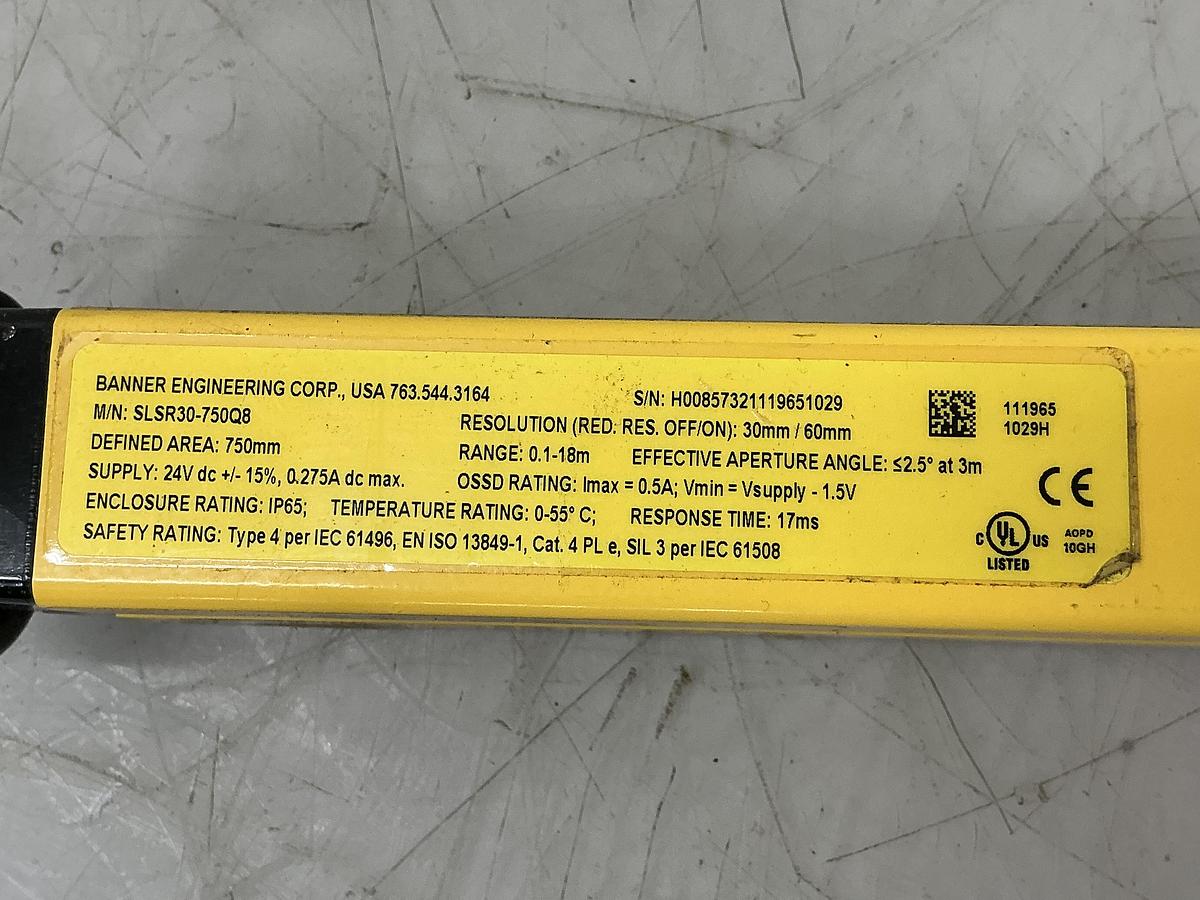 BANNER ENGINEERING CORP., USA 763.544.3164
S/N: H00857321119651029
M/N: SLSR30-750Q8
RESOLUTION (RED. RES. OFF/ON): 30mm / 60mm
DEFINED AREA: 750mm
RANGE: 0.1-18m EFFECTIVE APERTURE ANGLE: ≤2.5° at 3m
SUPPLY: 24V dc +/- 15%, 0.275A dc max.
OSSD RATING: Imax = 0.5A; Vmin = Vsupply - 1.5V
ENCLOSURE RATING: IP65; TEMPERATURE RATING: 0-55° C; RESPONSE TIME: 17ms
SAFETY RATING: Type 4 per IEC 61496, EN ISO 13849-1, Cat. 4 PL e, SIL 3 per IEC 61508
111965
1029H
CE
C UL US
LISTED
AOPD
10GH